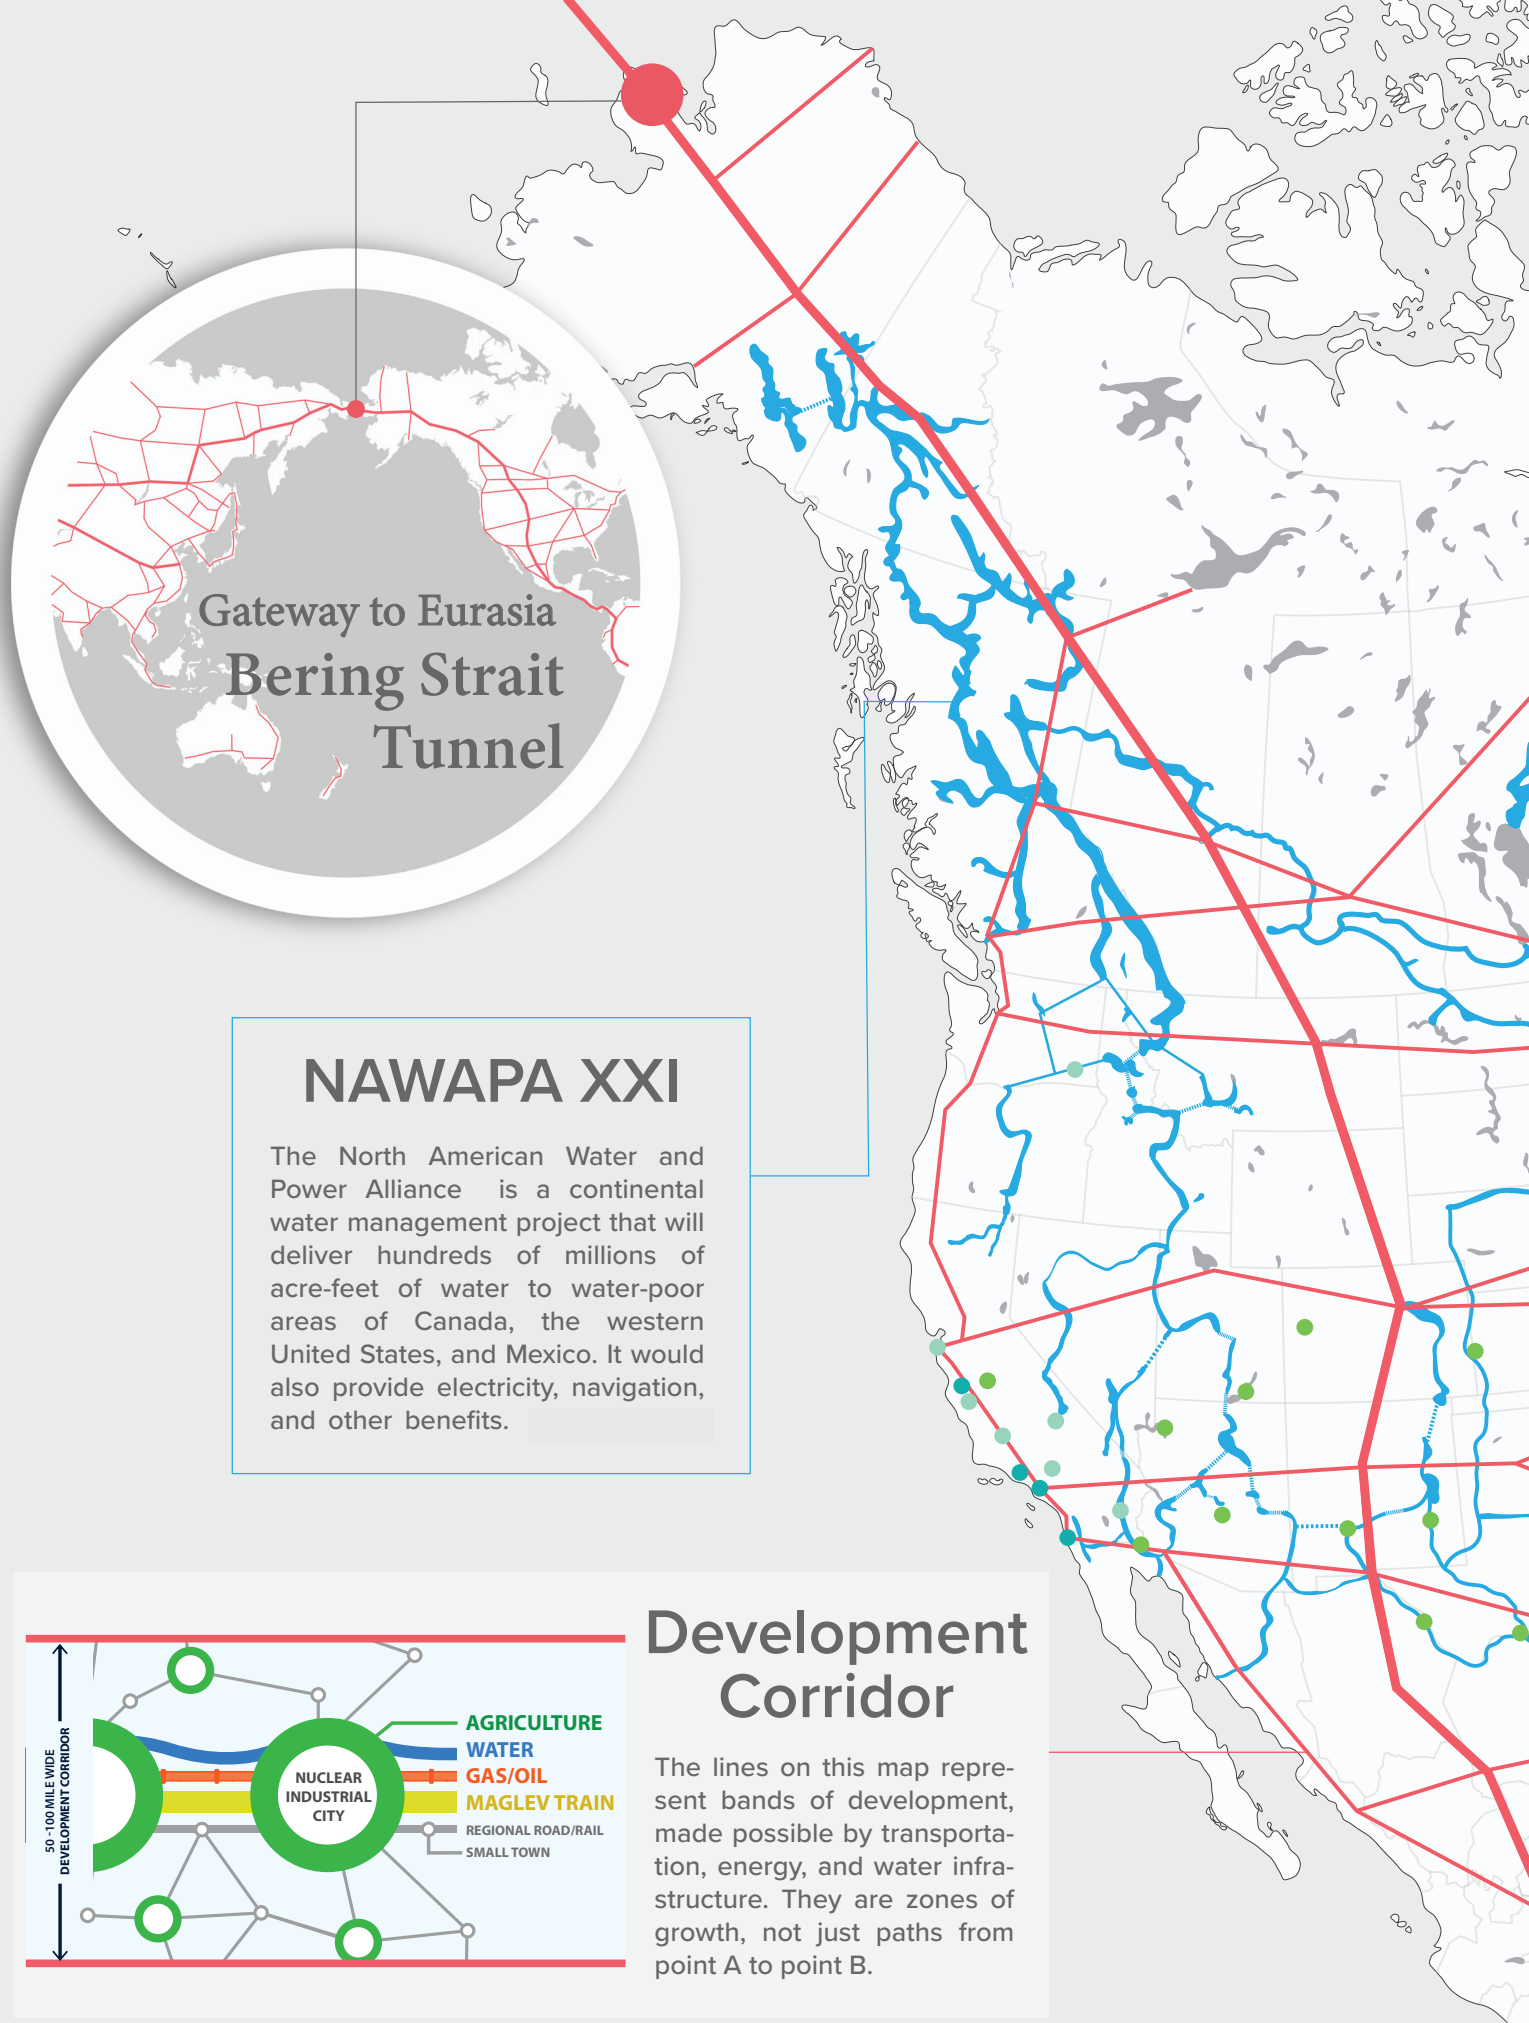 Gateway to Eurasia
Bering Strait
Tunnel
NAWAPA XXI
The North American Water and
Power Alliance is a continental
water management project that will
deliver hundreds of millions of
acre-feet of water to water-poor
areas of Canada, the western
United States, and Mexico. It would
also provide electricity, navigation,
and other benefits.
Development
Corridor
The lines on this map repre-
sent bands of development,
made possible by transporta-
tion, energy, and water infra-
structure. They are zones of
growth, not just paths from
point A to point B.
50 -100 MILE WIDE
DEVELOPMENT CORRIDOR
NUCLEAR
INDUSTRIAL
CITY
AGRICULTURE
WATER
GAS/OIL
MAGLEV TRAIN
REGIONAL ROAD/RAIL
SMALL TOWN